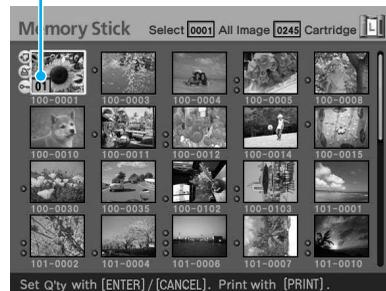 Memory Stick Select 0001 All Image 0245 Cartridge L
01
100-0001 100-0003 100-0004 100-0005 100-0008
100-0010 100-0011 100-0012 100-0014 100-0015
100-0030 100-0035 100-0102 100-0103 101-0001
101-0002 101-0004 101-0006 101-0007 101-0010
Set Q'ty with [ENTER]/[CANCEL]. Print with [PRINT].